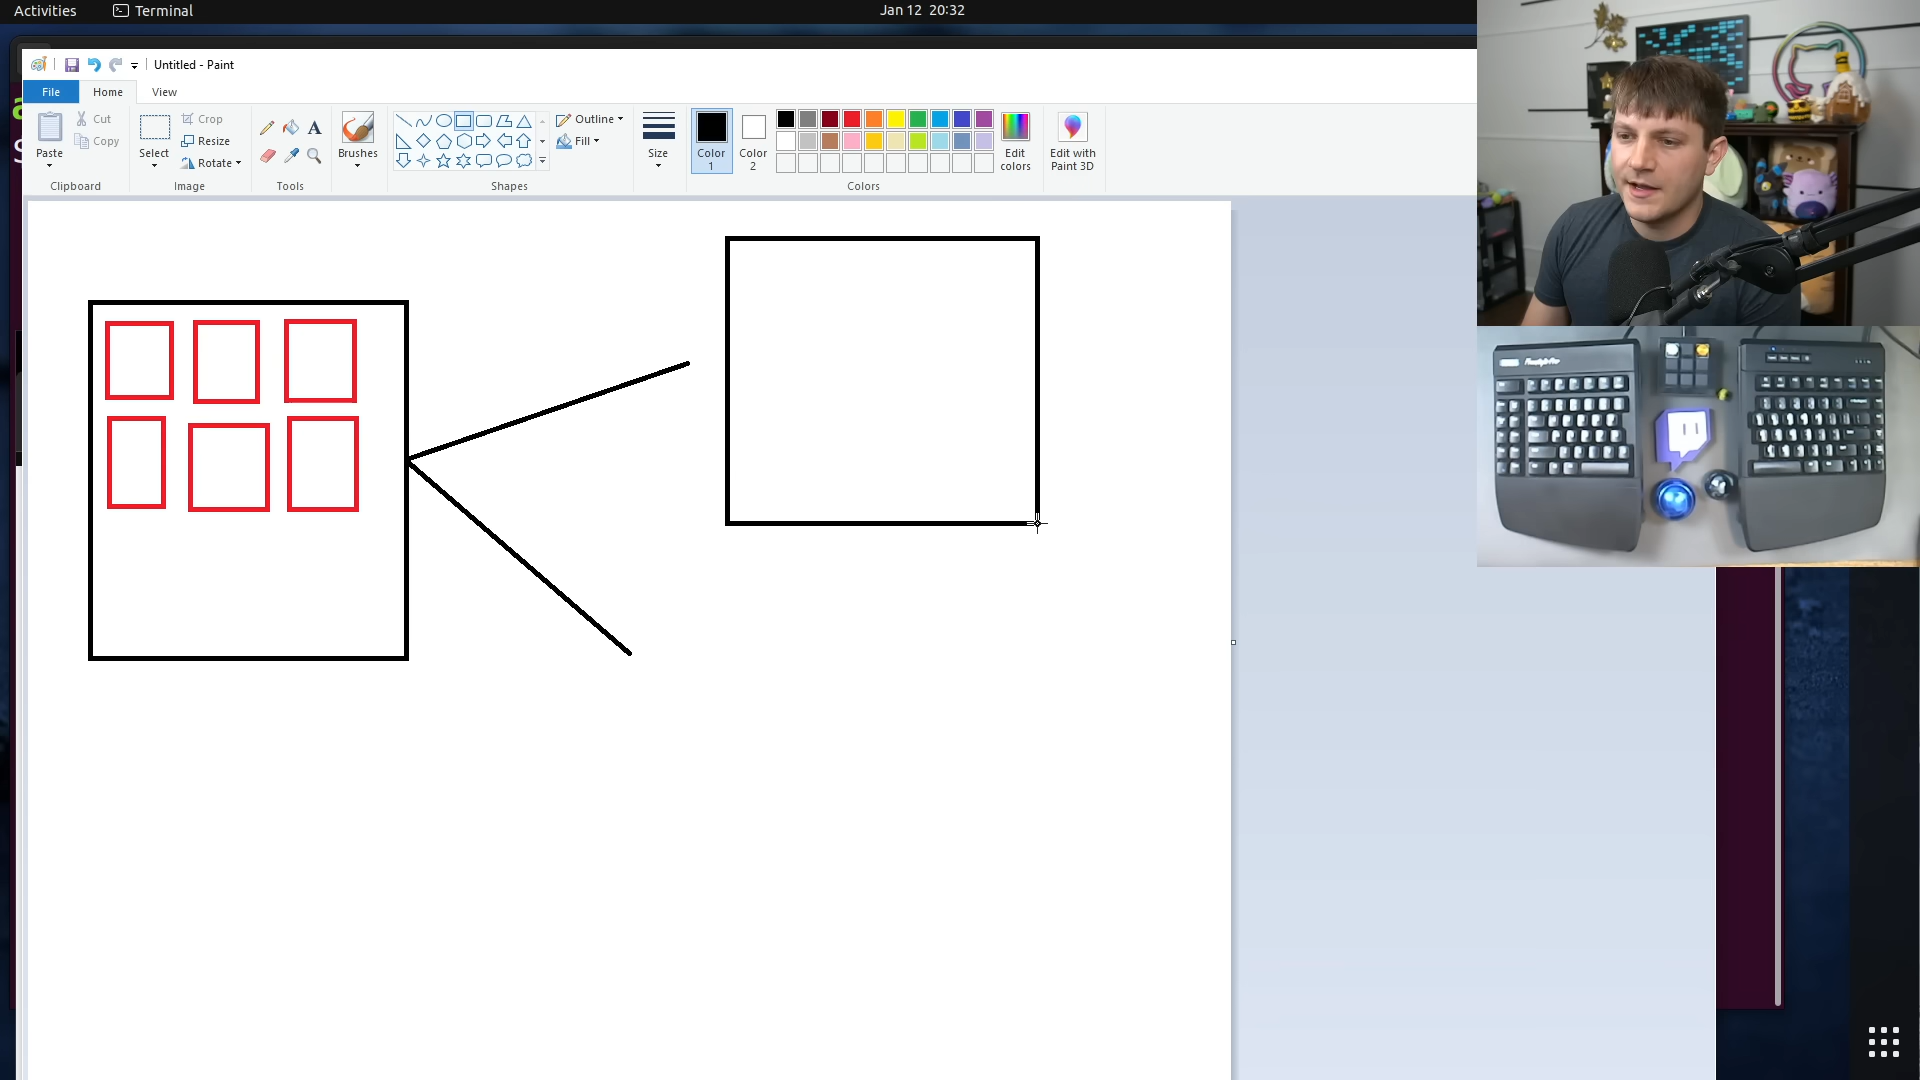 Activities
Terminal
Jan 12 20:32
Untitled - Paint
File
Home
View
Paste
Cut
Copy
Clipboard
Select
Crop
Resize
Rotate
Image
A
Tools
Brushes
Outline
Fill
Shapes
Size
Color
1
Color
2
Edit
colors
Colors
Edit with
Paint 3D